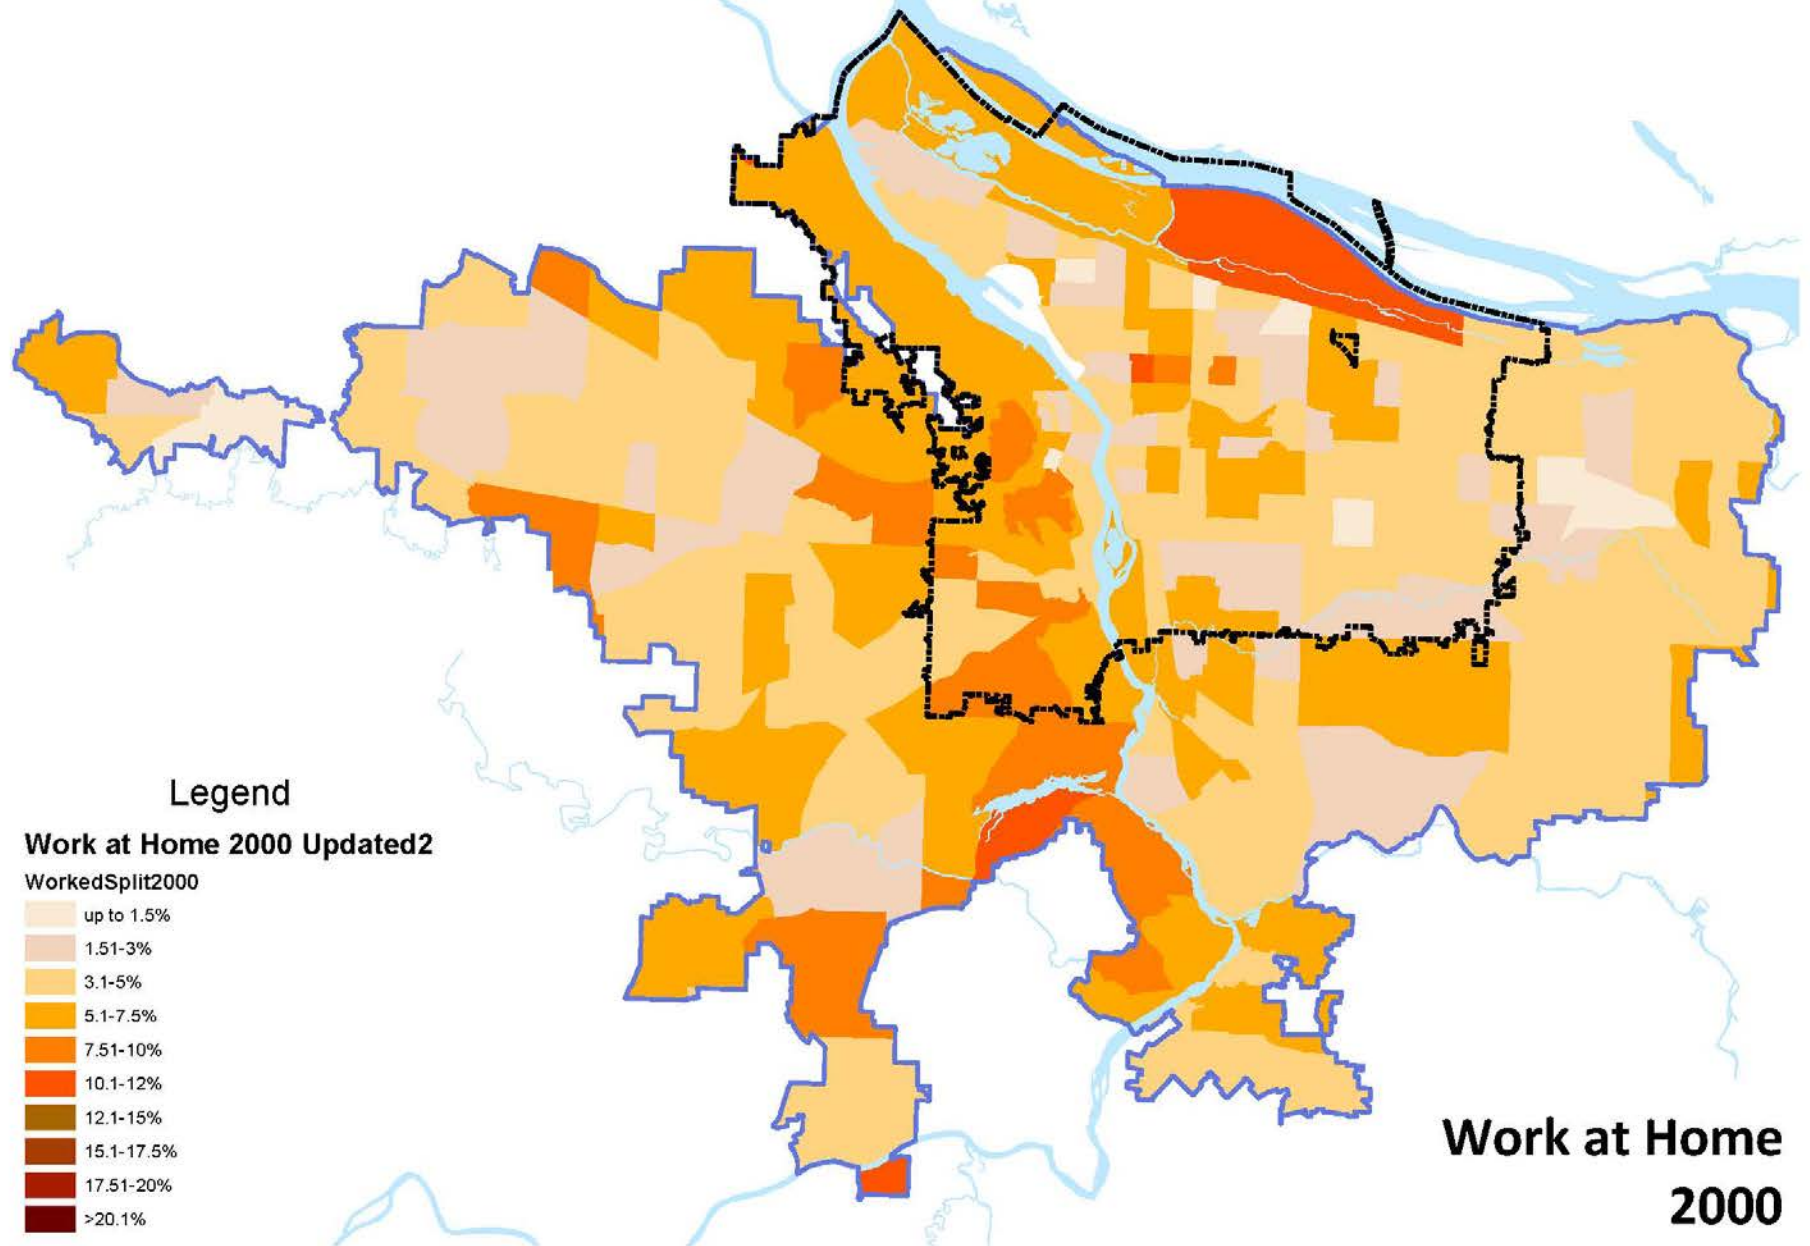 Legend
Work at Home 2000 Updated2
WorkedSplit2000
up to 1.5%
1.51-3%
3.1-5%
5.1-7.5%
7.51-10%
10.1-12%
12.1-15%
15.1-17.5%
17.51-20%
>20.1%
Work at Home
2000